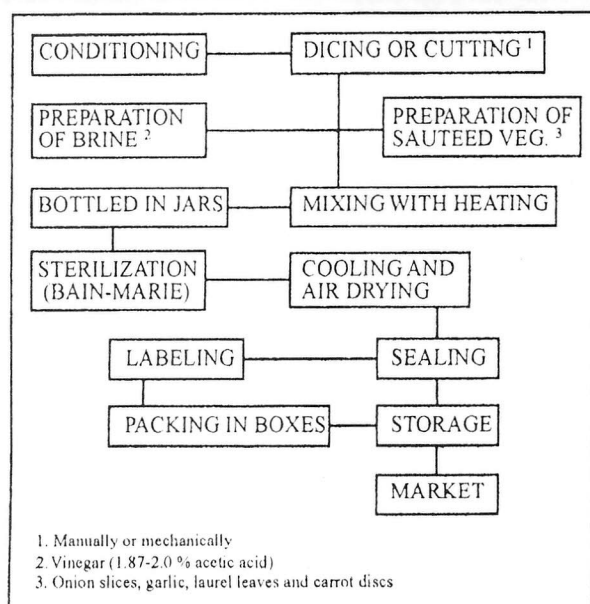 CONDITIONING
DICING OR CUTTING ¹
PREPARATION
OF BRINE ²
PREPARATION OF
SAUTEED VEG. ³
BOTTLED IN JARS
MIXING WITH HEATING
STERILIZATION
(BAIN-MARIE)
COOLING AND
AIR DRYING
LABELING
SEALING
PACKING IN BOXES
STORAGE
MARKET
1. Manually or mechanically
2. Vinegar (1.87-2.0 % acetic acid)
3. Onion slices, garlic, laurel leaves and carrot discs